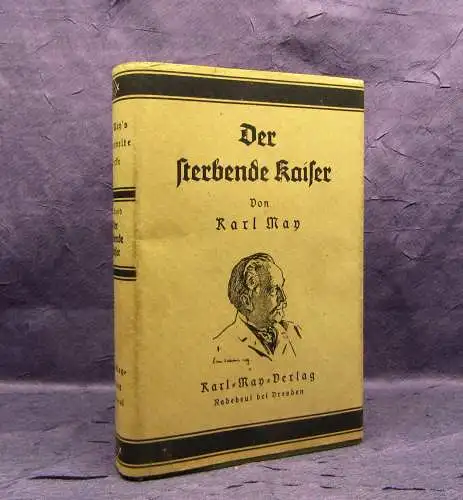 Der
sterbende Kaiser
Von
Karl May
Karl-May-Verlag
Radebeul bei Dresden